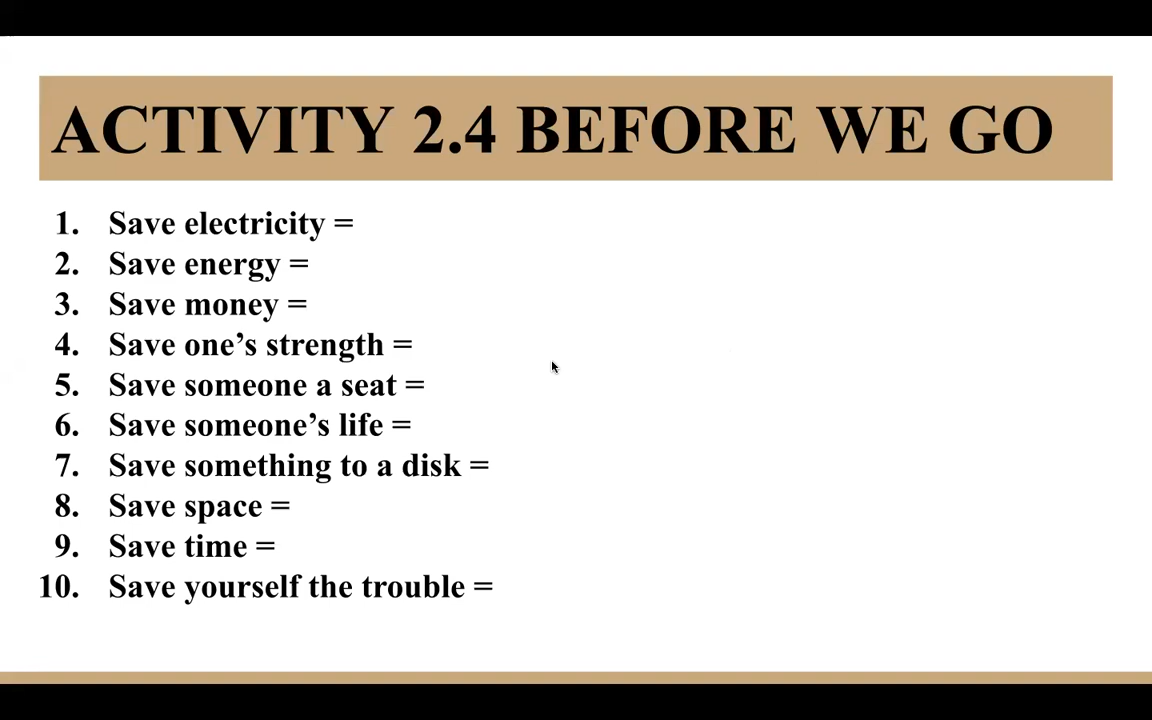 ACTIVITY 2.4 BEFORE WE GO
1. Save electricity =
2. Save energy =
3. Save money =
4. Save one’s strength =
5. Save someone a seat =
6. Save someone’s life =
7. Save something to a disk =
8. Save space =
9. Save time =
10. Save yourself the trouble =